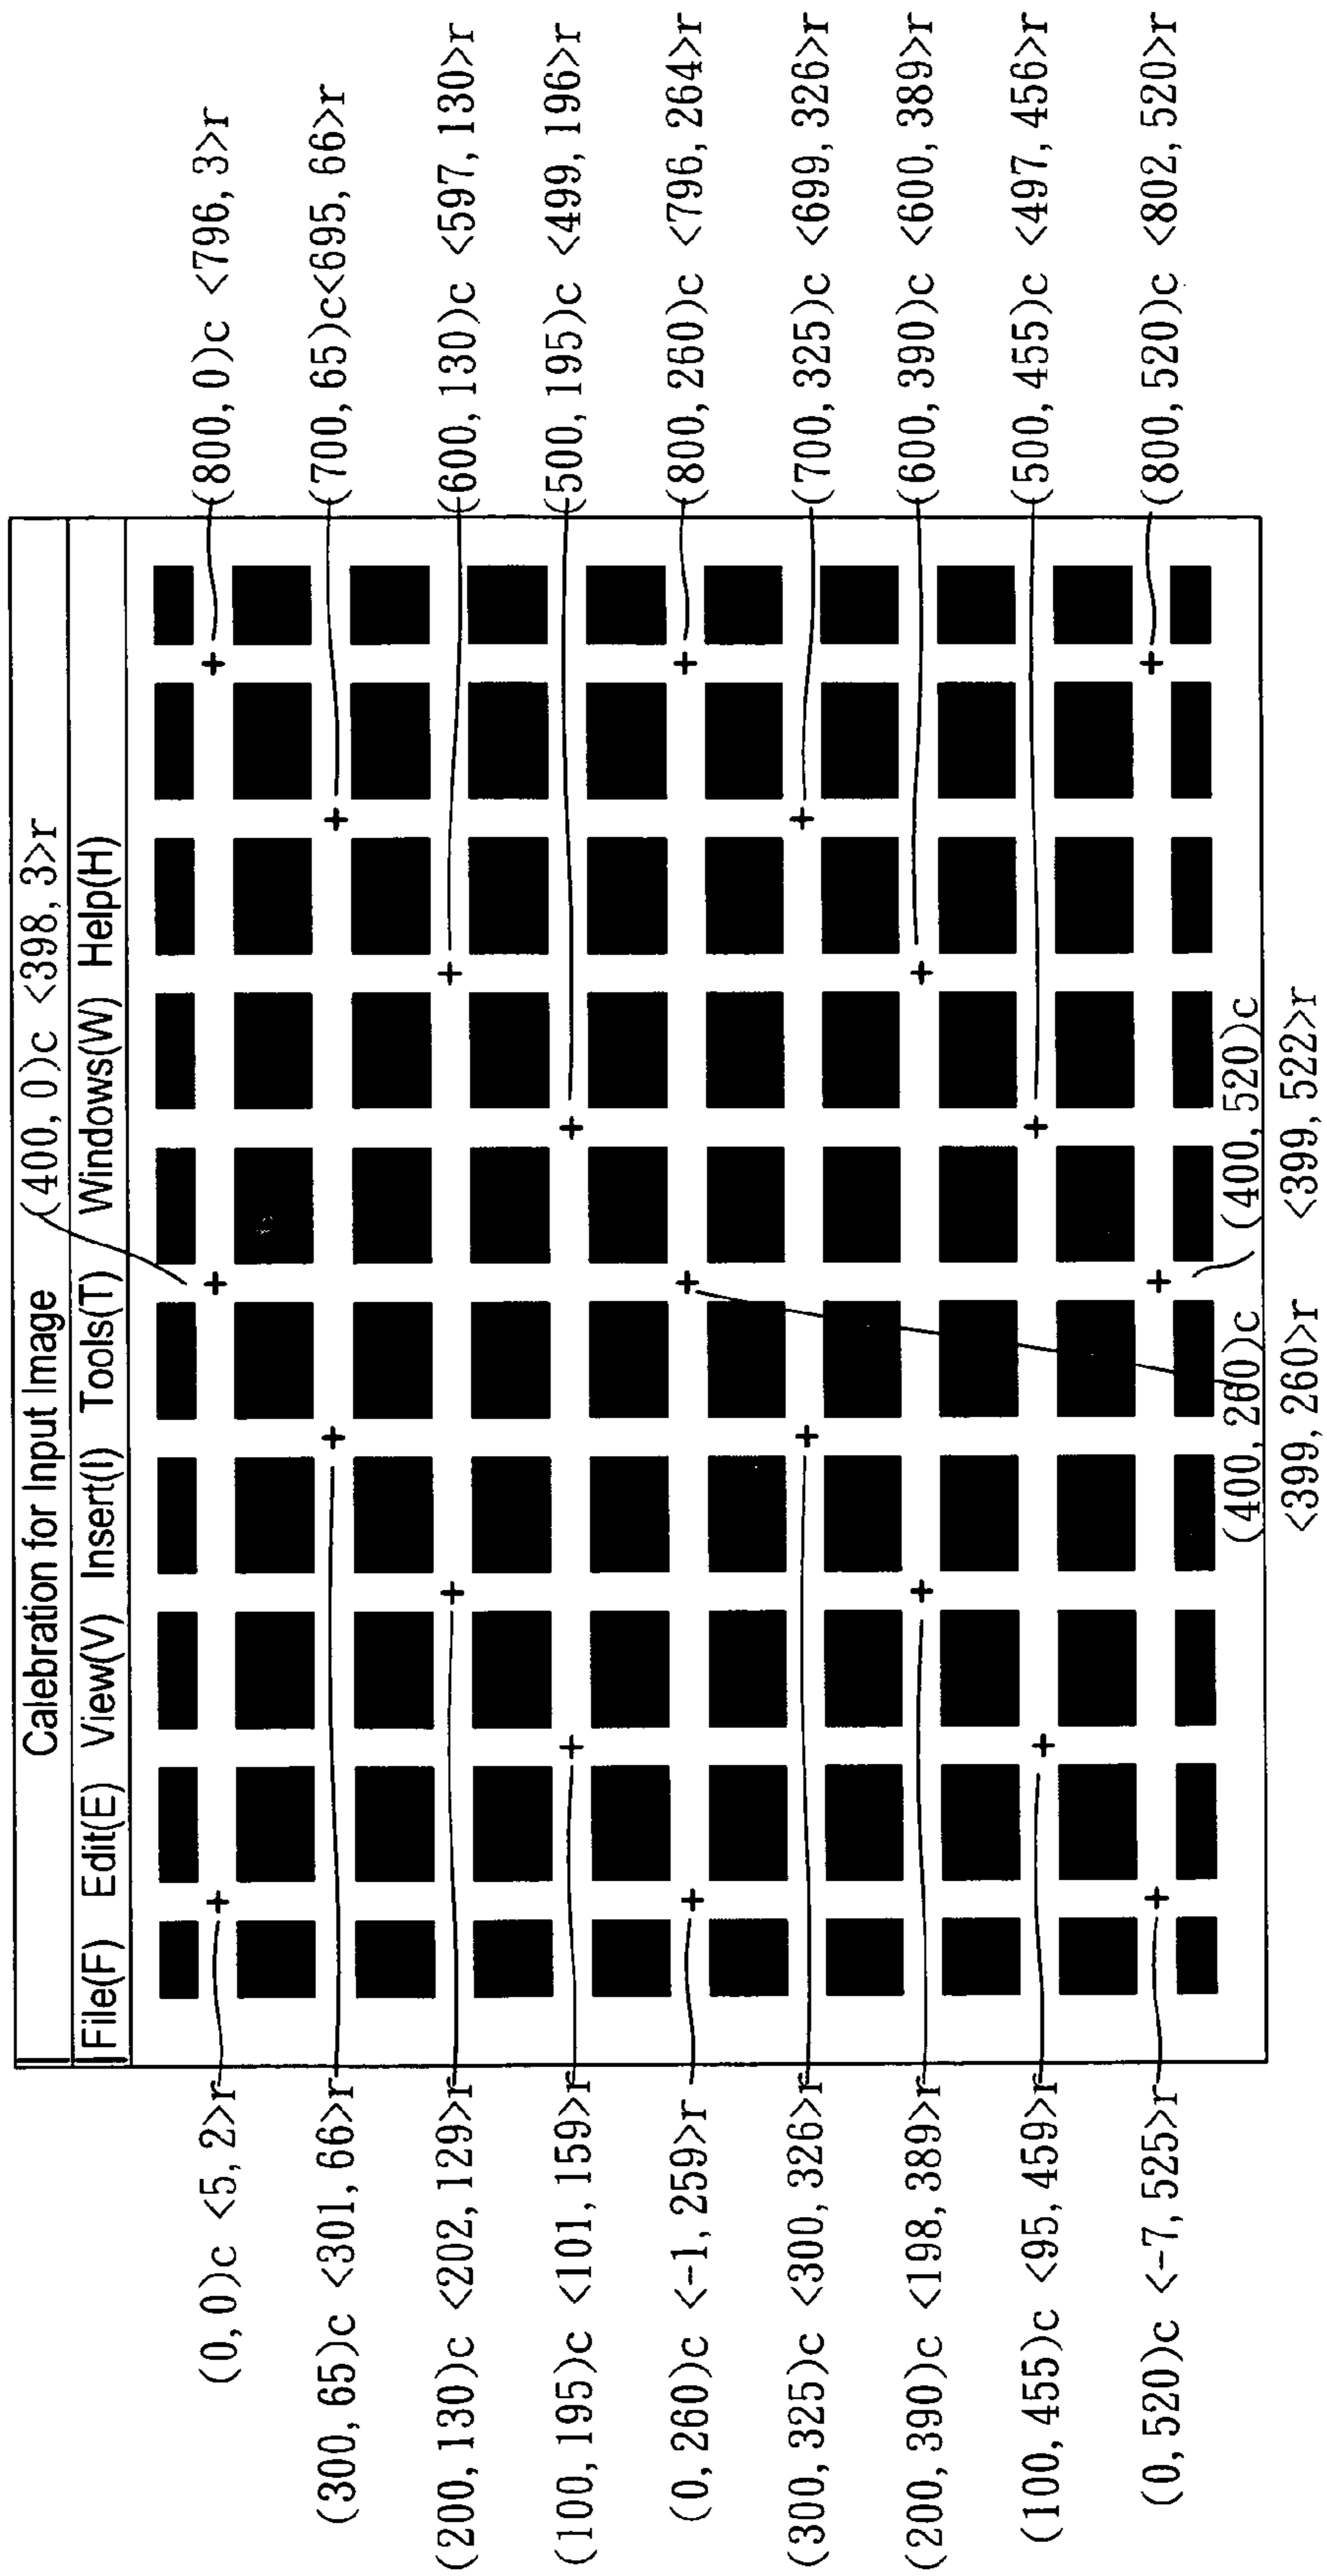 Calebration for Input Image
(400, 0)c <398, 3>r
File(F) Edit(E) View(V) Insert(I) Tools(T) Windows(W) Help(H)
(0, 0)c <5, 2>r
(300, 65)c <301, 66>r
(200, 130)c <202, 129>r
(100, 195)c <101, 159>r
(0, 260)c <-1, 259>r
(300, 325)c <300, 326>r
(200, 390)c <198, 389>r
(100, 455)c <95, 459>r
(0, 520)c <-7, 525>r
(800, 0)c <796, 3>r
(700, 65)c<695, 66>r
(600, 130)c <597, 130>r
(500, 195)c <499, 196>r
(800, 260)c <796, 264>r
(700, 325)c <699, 326>r
(600, 390)c <600, 389>r
(500, 455)c <497, 456>r
(800, 520)c <802, 520>r
(400, 260)c
<399, 260>r
(400, 520)c
<399, 522>r